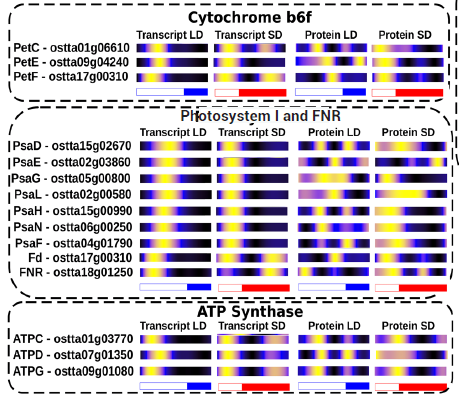 Cytochrome b6f
Transcript LD Transcript SD Protein LD Protein SD
PetC - ostta01g06610
PetE - ostta09g04240
PetF - ostta17g00310
Photosystem I and FNR
Transcript LD Transcript SD Protein LD Protein SD
PsaD - ostta15g02670
PsaE - ostta02g03860
PsaG - ostta05g00800
PsaL - ostta02g00580
PsaH - ostta15g00990
PsaN - ostta06g00250
PsaF - ostta04g01790
Fd - ostta17g00310
FNR - ostta18g01250
ATP Synthase
Transcript LD Transcript SD Protein LD Protein SD
ATPC - ostta01g03770
ATPD - ostta07g01350
ATPG - ostta09g01080